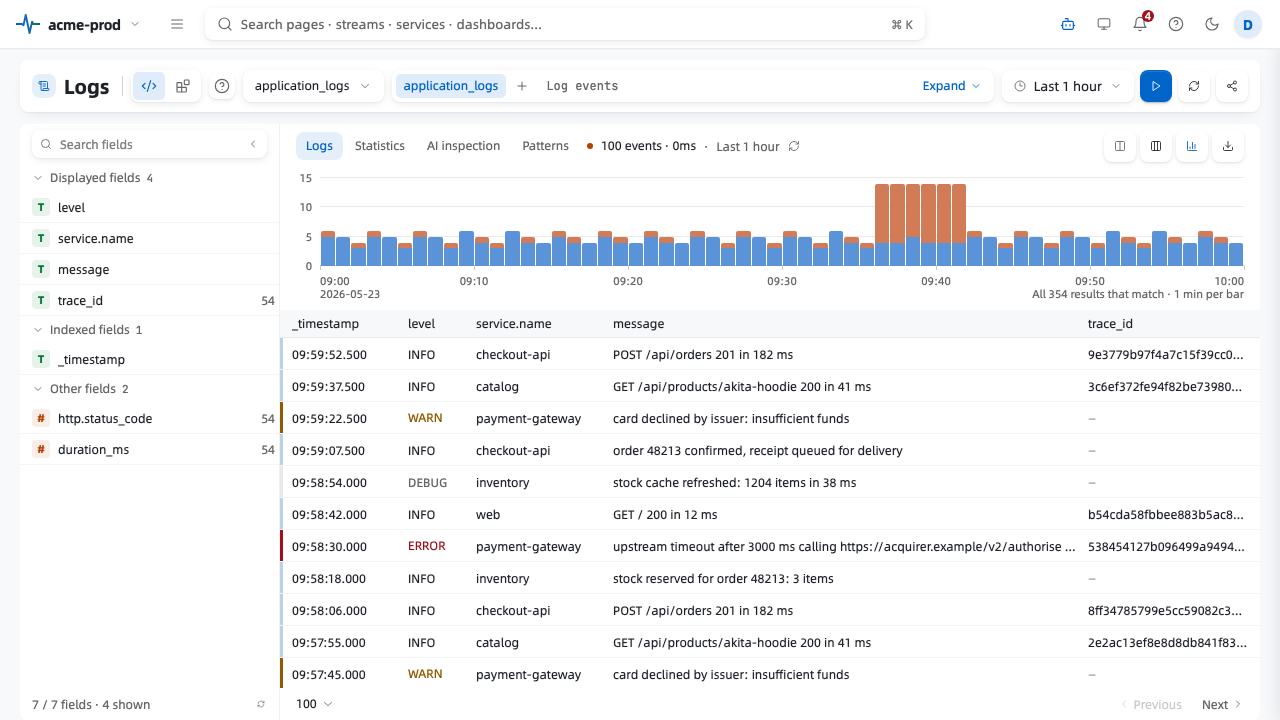 acme-prod
Search pages · streams · services · dashboards...
⌘ K
4
D
Logs
application_logs
application_logs
Log events
Expand
Last 1 hour
Search fields
Displayed fields 4
T level
T service.name
T message
T trace_id 54
Indexed fields 1
T _timestamp
Other fields 2
# http.status_code 54
# duration_ms 54
7 / 7 fields · 4 shown
Logs
Statistics
AI inspection
Patterns
100 events · 0ms · Last 1 hour
15
10
5
0
09:00 09:10 09:20 09:30 09:40 09:50 10:00
2026-05-23
All 354 results that match · 1 min per bar
_timestamp level service.name message trace_id
09:59:52.500 INFO checkout-api POST /api/orders 201 in 182 ms 9e3779b97f4a7c15f39cc0...
09:59:37.500 INFO catalog GET /api/products/akita-hoodie 200 in 41 ms 3c6ef372fe94f82be73980...
09:59:22.500 WARN payment-gateway card declined by issuer: insufficient funds –
09:59:07.500 INFO checkout-api order 48213 confirmed, receipt queued for delivery –
09:58:54.000 DEBUG inventory stock cache refreshed: 1204 items in 38 ms –
09:58:42.000 INFO web GET / 200 in 12 ms b54cda58fbbee883b5ac8...
09:58:30.000 ERROR payment-gateway upstream timeout after 3000 ms calling https://acquirer.example/v2/authorise ... 538454127b096499a9494...
09:58:18.000 INFO inventory stock reserved for order 48213: 3 items –
09:58:06.000 INFO checkout-api POST /api/orders 201 in 182 ms 8ff34785799e5cc59082c3...
09:57:55.000 INFO catalog GET /api/products/akita-hoodie 200 in 41 ms 2e2ac13ef8e8d8db841f83...
09:57:45.000 WARN payment-gateway card declined by issuer: insufficient funds –
100
Previous
Next